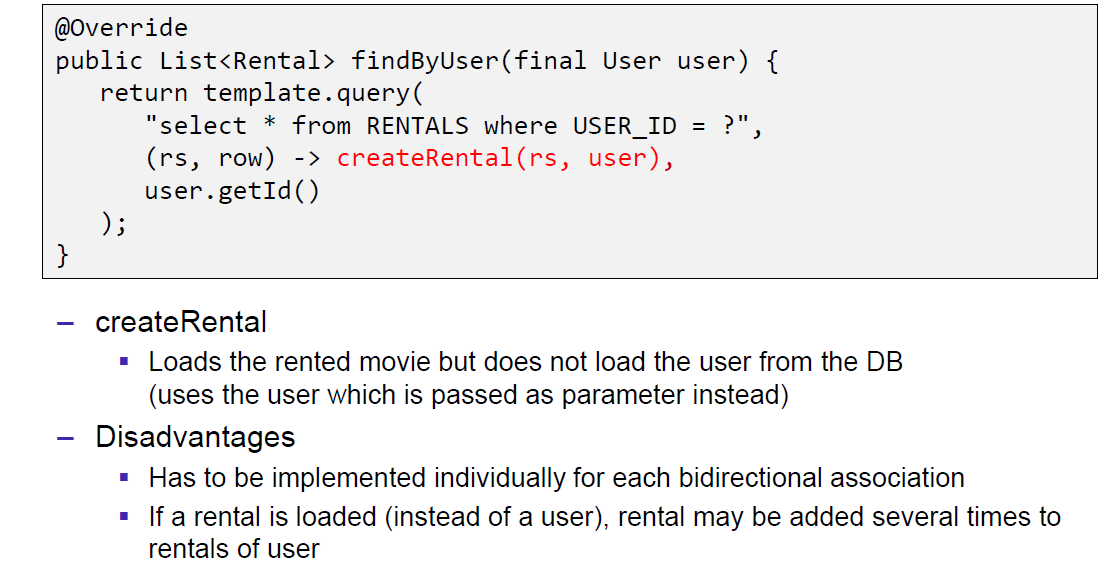 @Override
public List<Rental> findByUser(final User user) {
   return template.query(
      "select * from RENTALS where USER_ID = ?",
      (rs, row) -> createRental(rs, user),
      user.getId()
   );
}
– createRental
▪ Loads the rented movie but does not load the user from the DB
(uses the user which is passed as parameter instead)
– Disadvantages
▪ Has to be implemented individually for each bidirectional association
▪ If a rental is loaded (instead of a user), rental may be added several times to
rentals of user